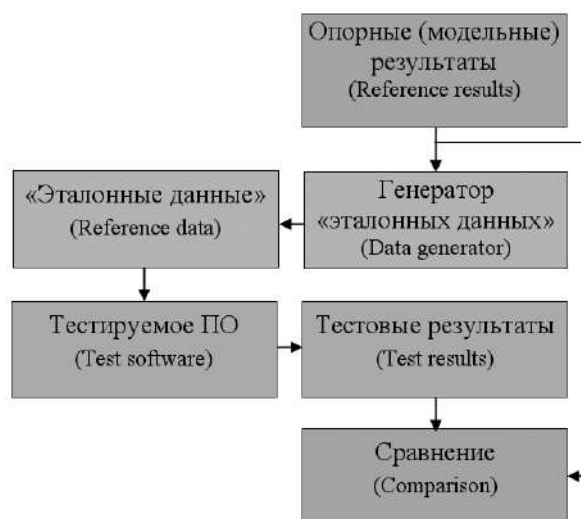 Опорные (модельные)
результаты
(Reference results)
Генератор
«эталонных данных»
(Data generator)
«Эталонные данные»
(Reference data)
Тестируемое ПО
(Test software)
Тестовые результаты
(Test results)
Сравнение
(Comparison)